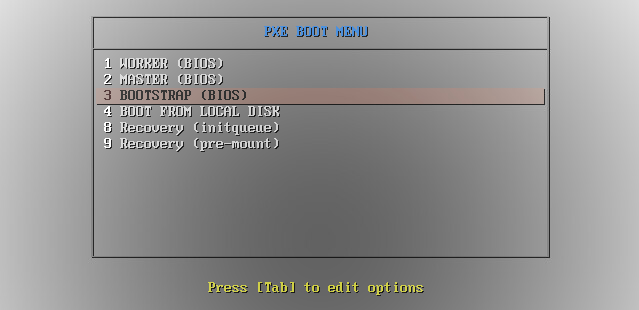 PXE BOOT MENU
1 WORKER (BIOS)
2 MASTER (BIOS)
3 BOOTSTRAP (BIOS)
4 BOOT FROM LOCAL DISK
8 Recovery (initqueue)
9 Recovery (pre-mount)
Press [Tab] to edit options